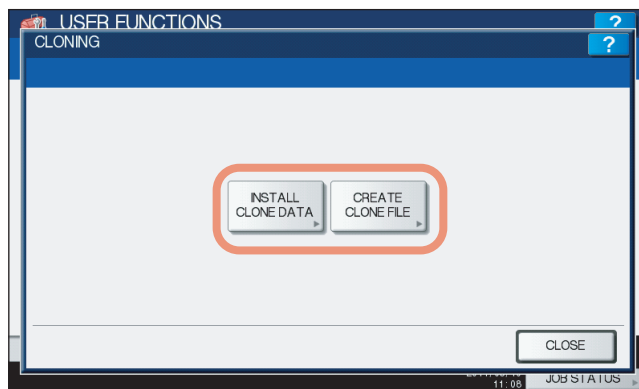 USER FUNCTIONS
?
CLONING
?
INSTALL
CLONE DATA
CREATE
CLONE FILE
CLOSE
11:08
JOB STATUS